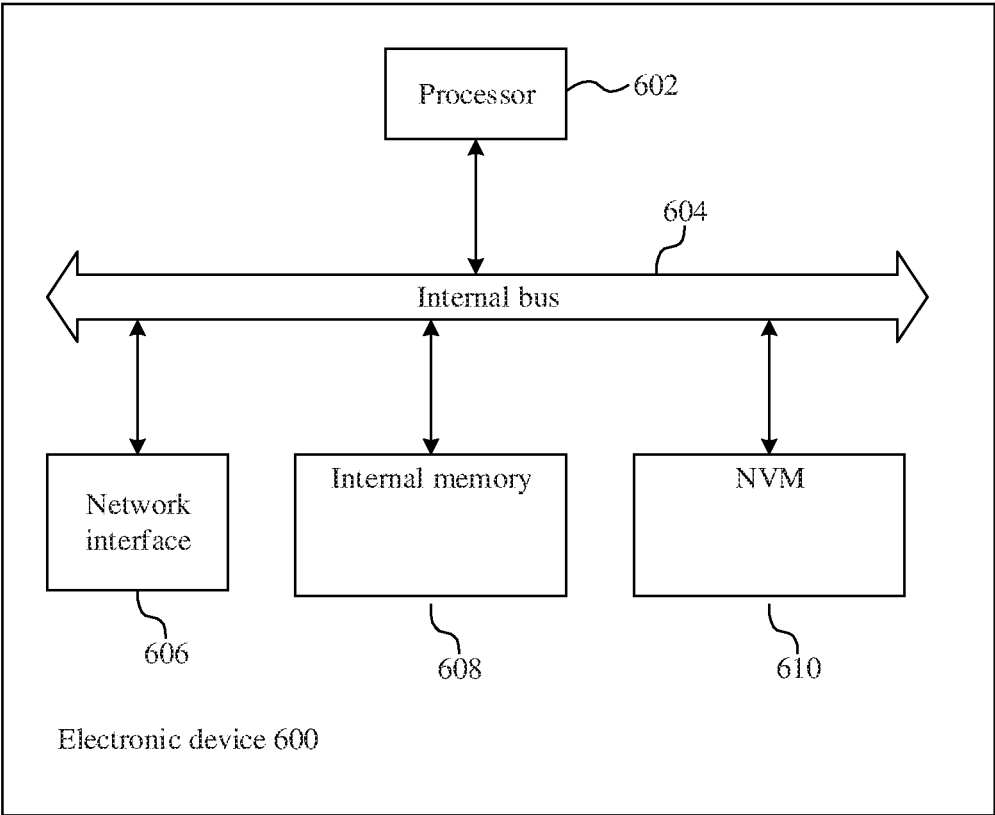 Processor
602
604
Internal bus
Network
interface
Internal memory
NVM
606
608
610
Electronic device 600